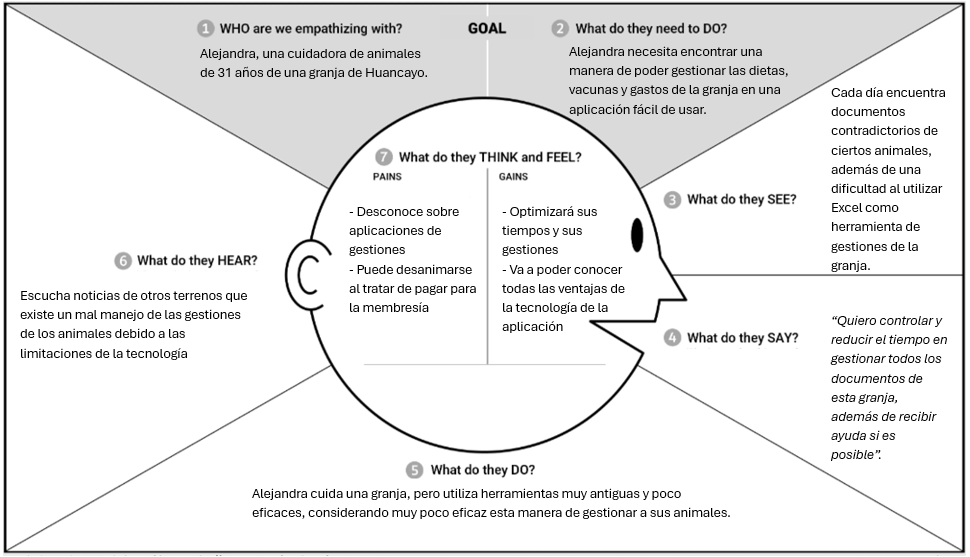 1 WHO are we empathizing with?
Alejandra, una cuidadora de animales
de 31 años de una granja de Huancayo.
GOAL
2 What do they need to DO?
Alejandra necesita encontrar una
manera de poder gestionar las dietas,
vacunas y gastos de la granja en una
aplicación fácil de usar.
3 What do they SEE?
Cada día encuentra
documentos
contradictorios de
ciertos animales,
además de una
dificultad al utilizar
Excel como
herramienta de
gestiones de la
granja.
4 What do they SAY?
“Quiero controlar y
reducir el tiempo en
gestionar todos los
documentos de
esta granja,
además de recibir
ayuda si es
posible”.
5 What do they DO?
Alejandra cuida una granja, pero utiliza herramientas muy antiguas y poco
eficaces, considerando muy poco eficaz esta manera de gestionar a sus animales.
6 What do they HEAR?
Escucha noticias de otros terrenos que
existe un mal manejo de las gestiones
de los animales debido a las
limitaciones de la tecnología
7 What do they THINK and FEEL?
PAINS
- Desconoce sobre
aplicaciones de
gestiones
- Puede desanimarse
al tratar de pagar para
la membresía
GAINS
- Optimizará sus
tiempos y sus
gestiones
- Va a poder conocer
todas las ventajas de
la tecnología de la
aplicación